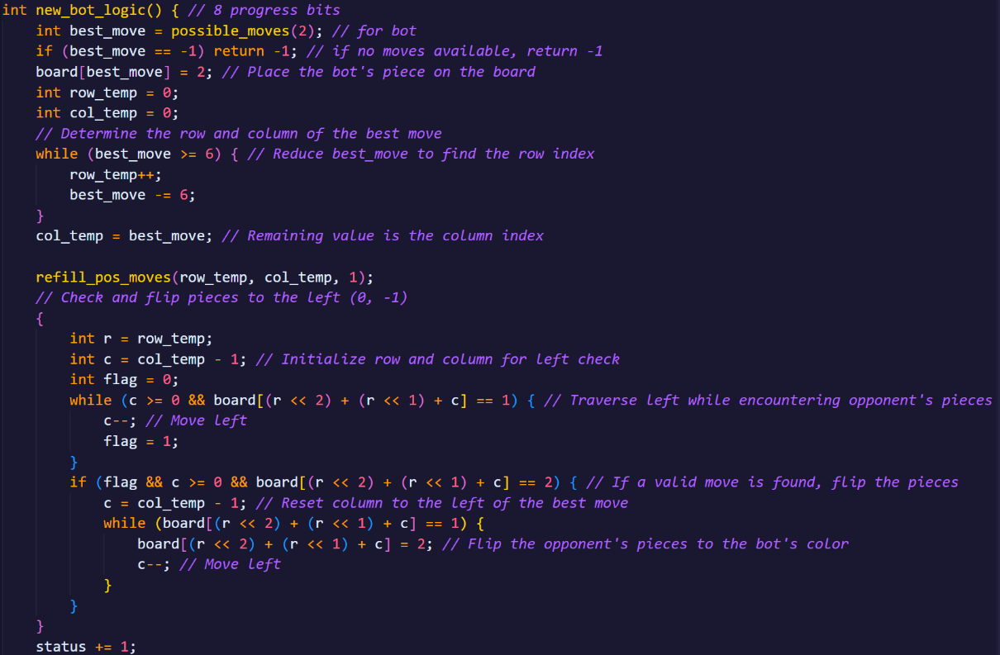 int new_bot_logic() { // 8 progress bits
    int best_move = possible_moves(2); // for bot
    if (best_move == -1) return -1; // if no moves available, return -1
    board[best_move] = 2; // Place the bot's piece on the board
    int row_temp = 0;
    int col_temp = 0;
    // Determine the row and column of the best move
    while (best_move >= 6) { // Reduce best_move to find the row index
        row_temp++;
        best_move -= 6;
    }
    col_temp = best_move; // Remaining value is the column index

    refill_pos_moves(row_temp, col_temp, 1);
    // Check and flip pieces to the left (0, -1)
    {
        int r = row_temp;
        int c = col_temp - 1; // Initialize row and column for left check
        int flag = 0;
        while (c >= 0 && board[(r << 2) + (r << 1) + c] == 1) { // Traverse left while encountering opponent's pieces
            c--; // Move left
            flag = 1;
        }
        if (flag && c >= 0 && board[(r << 2) + (r << 1) + c] == 2) { // If a valid move is found, flip the pieces
            c = col_temp - 1; // Reset column to the left of the best move
            while (board[(r << 2) + (r << 1) + c] == 1) {
                board[(r << 2) + (r << 1) + c] = 2; // Flip the opponent's pieces to the bot's color
                c--; // Move left
            }
        }
    }
    status += 1;